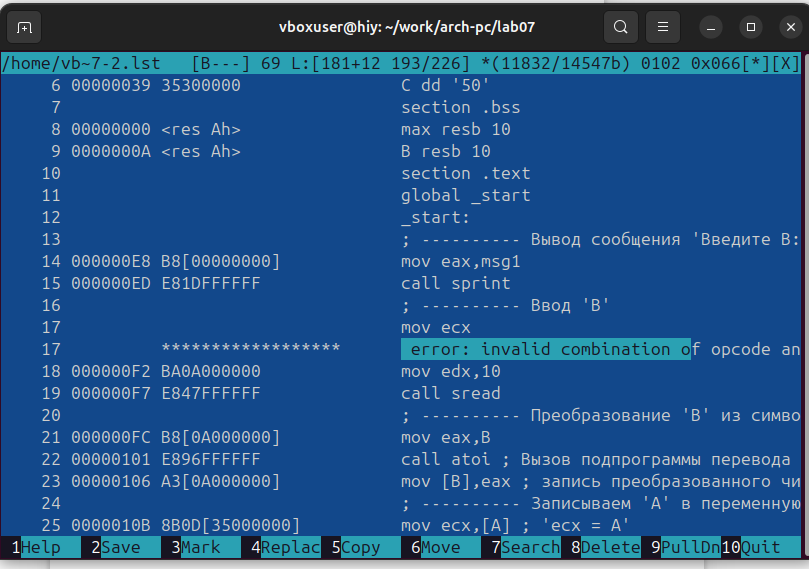 vboxuser@hiy: ~/work/arch-pc/lab07
/home/vb~7-2.lst [B---] 69 L:[181+12 193/226] *(11832/14547b) 0102 0x066[*][X]
6 00000039 35300000 C dd '50'
7 section .bss
8 00000000 <res Ah> max resb 10
9 0000000A <res Ah> B resb 10
10 section .text
11 global _start
12 _start:
13 ; ---------- Вывод сообщения 'Введите B:
14 000000E8 B8[00000000] mov eax,msg1
15 000000ED E81DFFFFFF call sprint
16 ; ---------- Ввод 'B'
17 mov ecx
17 ****************** error: invalid combination of opcode an
18 000000F2 BA0A000000 mov edx,10
19 000000F7 E847FFFFFF call sread
20 ; ---------- Преобразование 'B' из симво
21 000000FC B8[0A000000] mov eax,B
22 00000101 E896FFFFFF call atoi ; Вызов подпрограммы перевода
23 00000106 A3[0A000000] mov [B],eax ; запись преобразованного чи
24 ; ---------- Записываем 'A' в переменную
25 0000010B 8B0D[35000000] mov ecx,[A] ; 'ecx = A'
1Help 2Save 3Mark 4Replac 5Copy 6Move 7Search 8Delete 9PullDn 10Quit